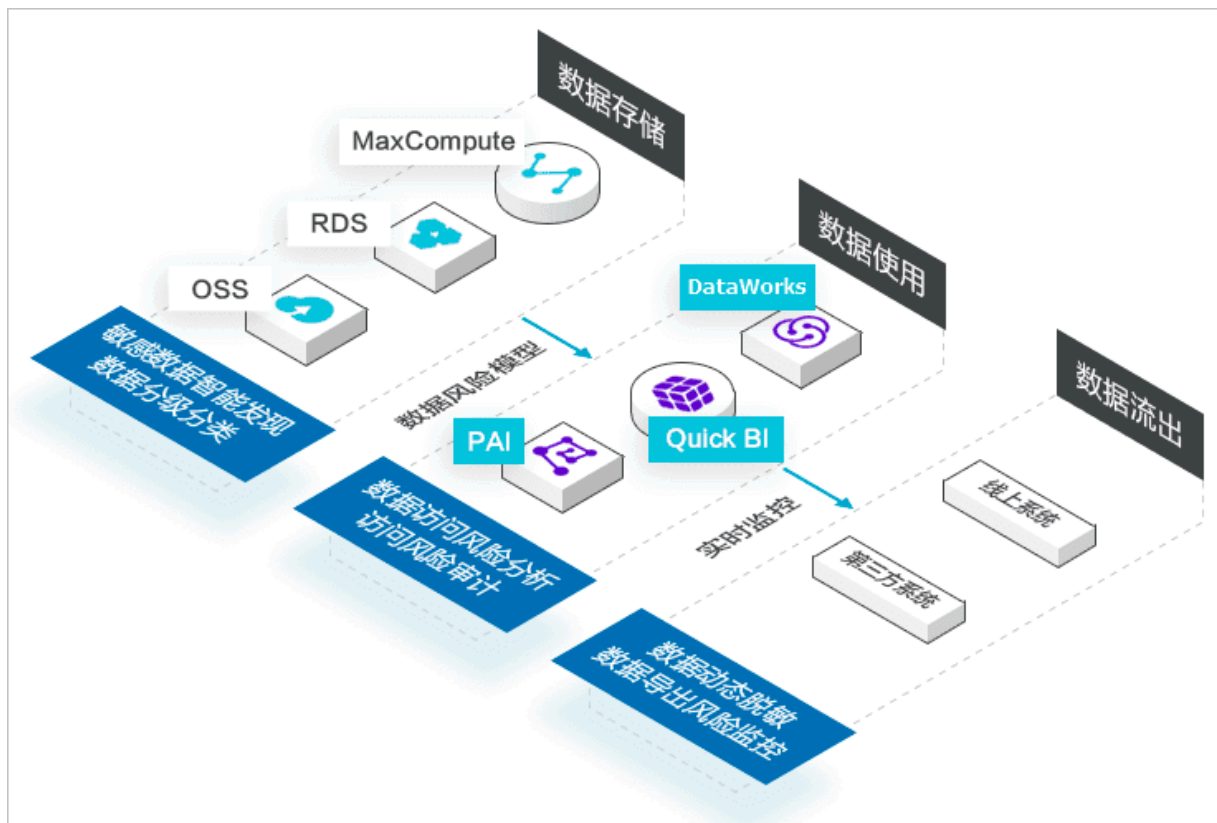 数据存储
MaxCompute
RDS
OSS
敏感数据智能发现
数据分级分类
数据风险模型
数据使用
DataWorks
Quick BI
PAI
数据访问风险分析
访问风险审计
实时监控
数据流出
线上系统
第三方系统
数据动态脱敏
数据导出风险监控